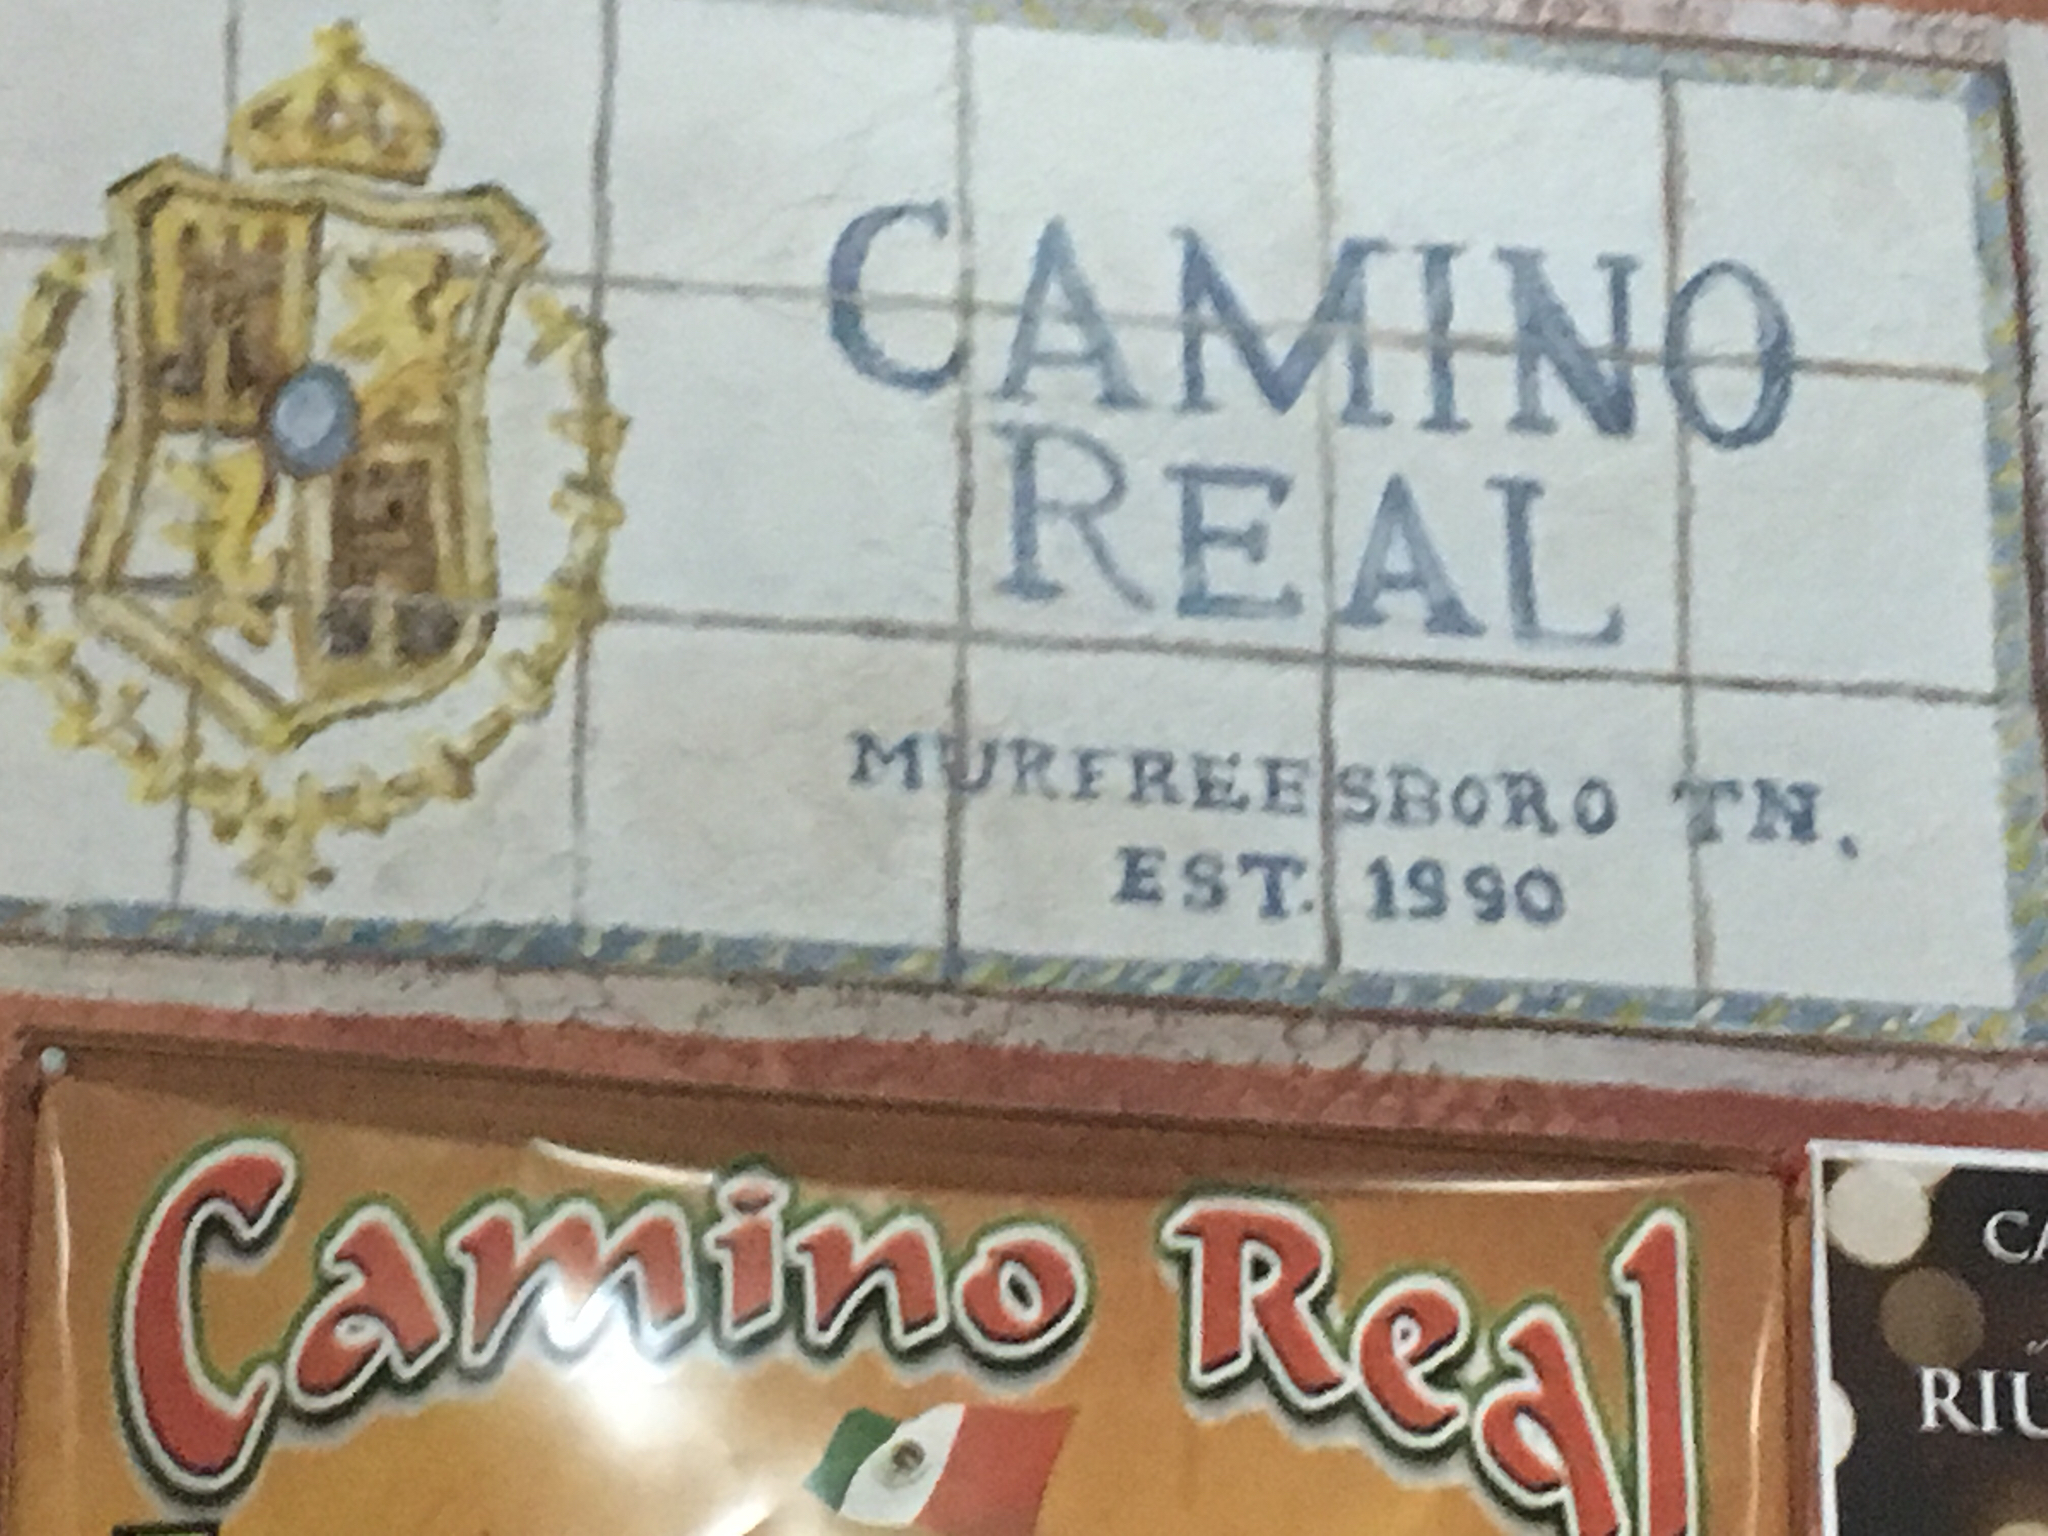 CAMINO
REAL
MURFREESBORO TN.
EST. 1990
Camino Real